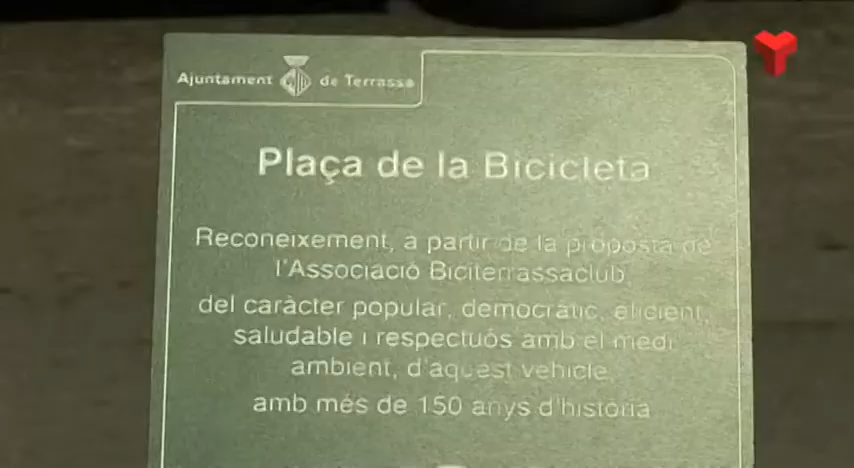 Ajuntament de Terrassa
Plaça de la Bicicleta
Reconeixement, a partir de la proposta de
l'Associació Biciterrassaclub,
del caràcter popular, democràtic, eficient,
saludable i respectuós amb el medi
ambient, d'aquest vehicle,
amb més de 150 anys d'història